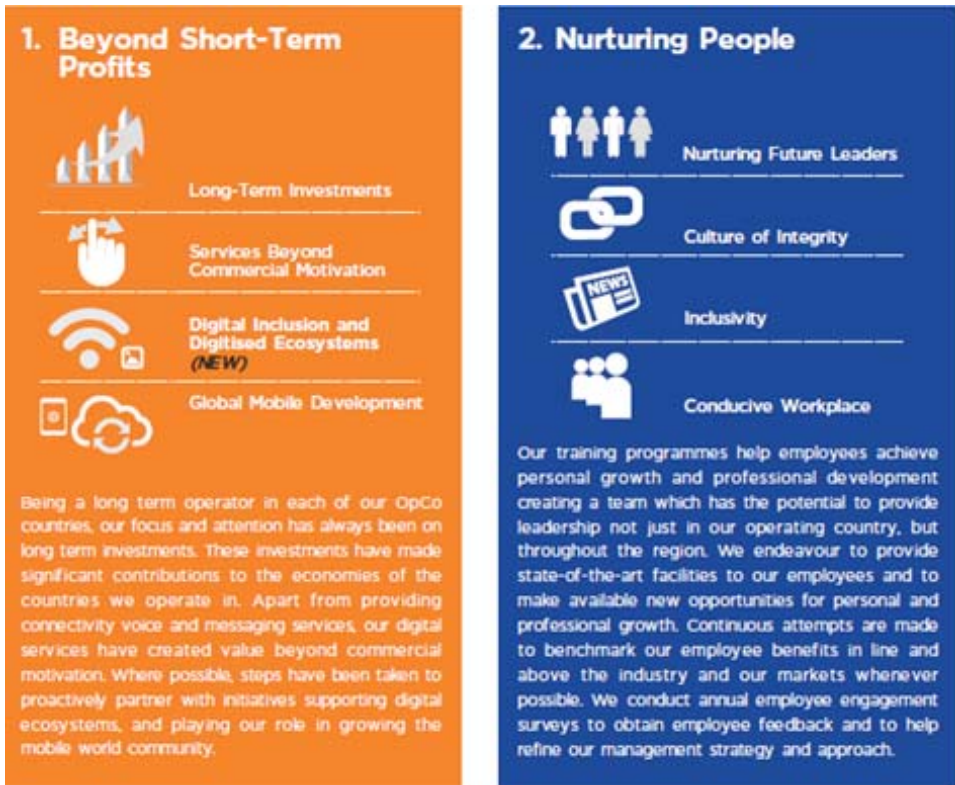 1. Beyond Short-Term
Profits
Long-Term Investments
Services Beyond
Commercial Motivation
Digital Inclusion and
Digitised Ecosystems
(NEW)
Global Mobile Development
Being a long term operator in each of our OpCo
countries, our focus and attention has always been on
long term investments. These investments have made
significant contributions to the economies of the
countries we operate in. Apart from providing
connectivity voice and messaging services, our digital
services have created value beyond commercial
motivation. Where possible, steps have been taken to
proactively partner with initiatives supporting digital
ecosystems, and playing our role in growing the
mobile world community.
2. Nurturing People
Nurturing Future Leaders
Culture of Integrity
NEWS
Inclusivity
Conducive Workplace
Our training programmes help employees achieve
personal growth and professional development
creating a team which has the potential to provide
leadership not just in our operating country, but
throughout the region. We endeavour to provide
state-of-the-art facilities to our employees and to
make available new opportunities for personal and
professional growth. Continuous attempts are made
to benchmark our employee benefits in line and
above the industry and our markets whenever
possible. We conduct annual employee engagement
surveys to obtain employee feedback and to help
refine our management strategy and approach.